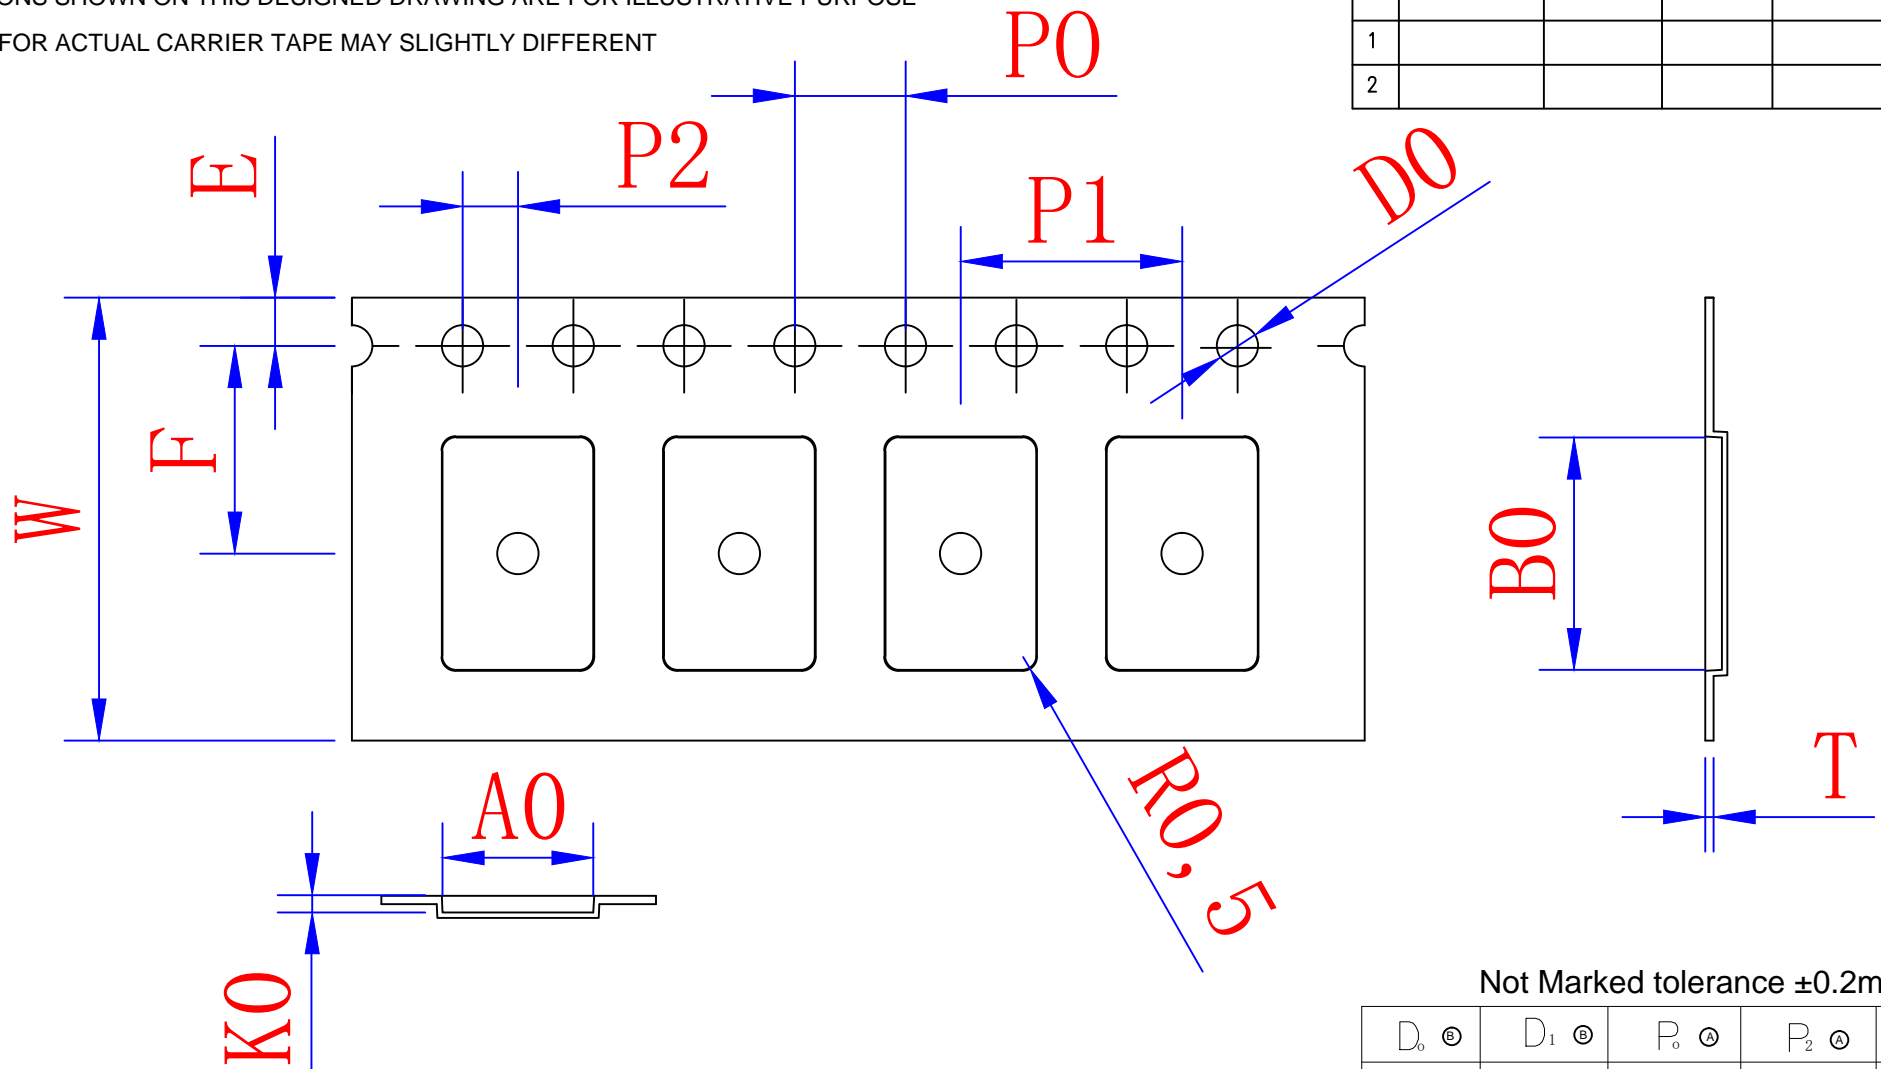 FOR ACTUAL CARRIER TAPE MAY SLIGHTLY DIFFERENT
1
2
P0
P2
E
P1
D0
F
W
B0
T
A0
R0,5
K0
Not Marked tolerance ±0.2m
D₀ Ⓑ D₁ Ⓑ P₀ Ⓐ P₂ Ⓐ